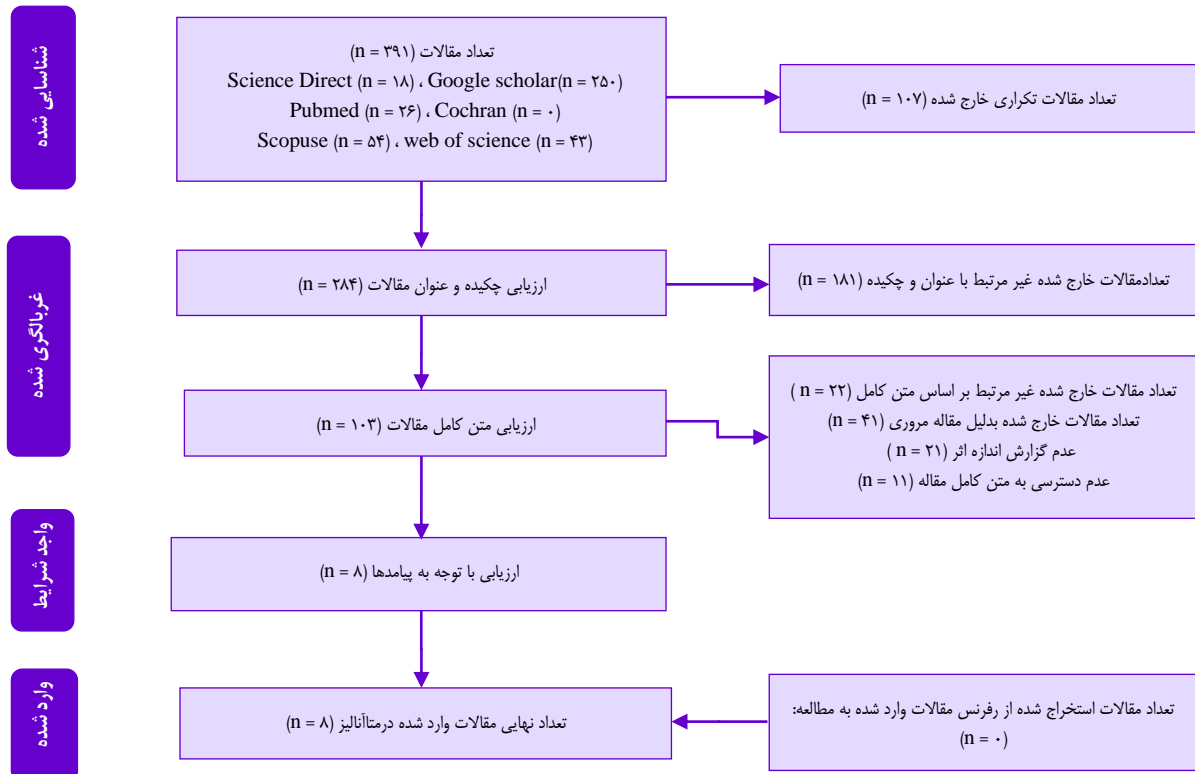 شناسایی شده
تعداد مقالات (n = ۳۹۱)
Science Direct (n = ۱۸) ، Google scholar(n = ۲۵۰)
Pubmed (n = ۲۶) ، Cochran (n = ۰)
Scopuse (n = ۵۴) ، web of science (n = ۴۳)
تعداد مقالات تکراری خارج شده (n = ۱۰۷)
غربالگری شده
ارزیابی چکیده و عنوان مقالات (n = ۲۸۴)
تعدادمقالات خارج شده غیر مرتبط با عنوان و چکیده (n = ۱۸۱)
ارزیابی متن کامل مقالات (n = ۱۰۳)
تعداد مقالات خارج شده غیر مرتبط بر اساس متن کامل (n = ۲۲ )
تعداد مقالات خارج شده بدلیل مقاله مروری (n = ۴۱)
عدم گزارش اندازه اثر (n = ۲۱ )
عدم دسترسی به متن کامل مقاله (n = ۱۱)
واجد شرایط
ارزیابی با توجه به پیامدها (n = ۸)
وارد شده
تعداد نهایی مقالات وارد شده درمتاآنالیز (n = ۸)
تعداد مقالات استخراج شده از رفرنس مقالات وارد شده به مطالعه:
(n = ۰)